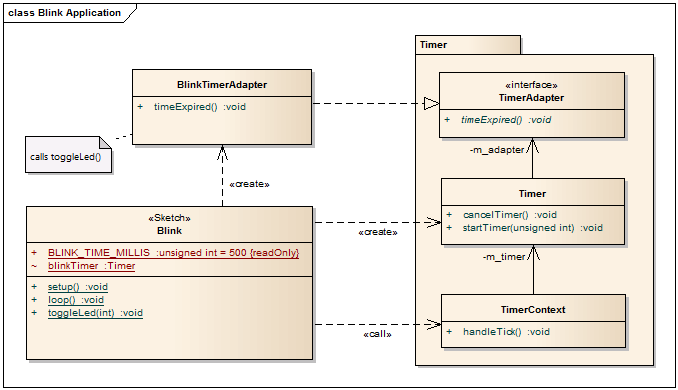 class Blink Application
Timer
BlinkTimerAdapter
+ timeExpired() :void
«interface»
TimerAdapter
+ timeExpired() :void
calls toggleLed()
-m_adapter
«create»
Timer
+ cancelTimer() :void
+ startTimer(unsigned int) :void
«Sketch»
Blink
+ BLINK_TIME_MILLIS :unsigned int = 500 {readOnly}
~ blinkTimer :Timer
+ setup() :void
+ loop() :void
+ toggleLed(int) :void
«create»
-m_timer
TimerContext
+ handleTick() :void
«call»